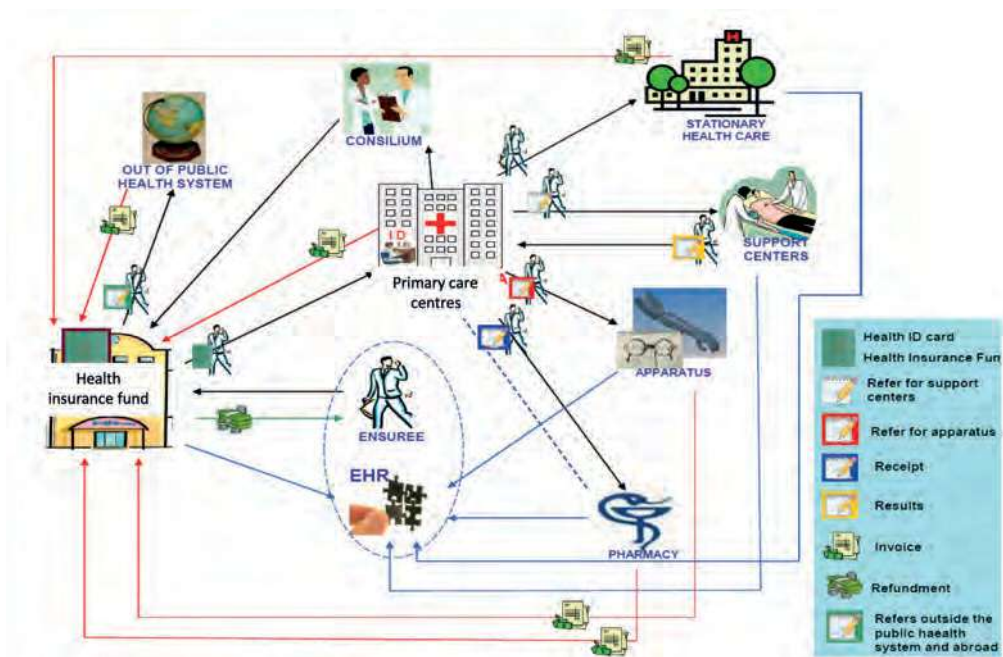 H
STATIONARY
HEALTH CARE
CONSILIUM
OUT OF PUBLIC
HEALTH SYSTEM
I.D
SUPPORT
CENTERS
Primary care
centres
APPARATUS
Health
insurance fund
ENSUREE
EHR
PHARMACY
Health ID card
Health Insurance Fun
Refer for support
centers
Refer for apparatus
Receipt
Results
Invoice
Refundment
Refers outside the
public haealth
system and abroad